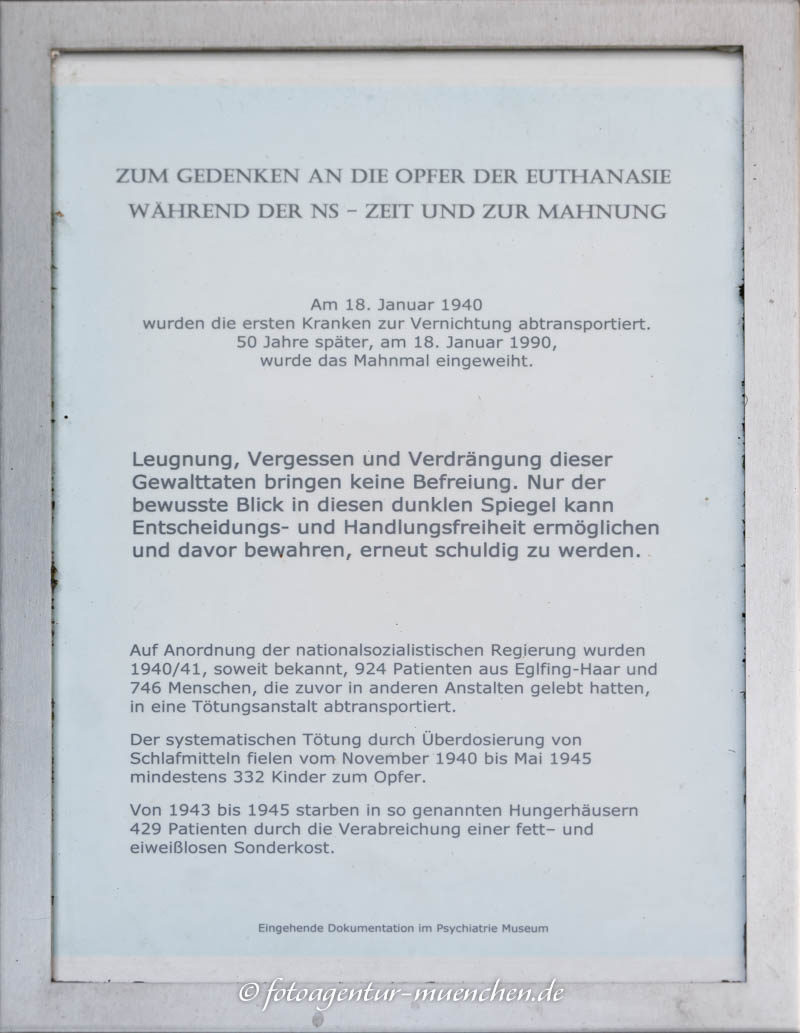 ZUM GEDENKEN AN DIE OPFER DER EUTHANASIE
WÄHREND DER NS – ZEIT UND ZUR MAHNUNG
Am 18. Januar 1940
wurden die ersten Kranken zur Vernichtung abtransportiert.
50 Jahre später, am 18. Januar 1990,
wurde das Mahnmal eingeweiht.
Leugnung, Vergessen und Verdrängung dieser
Gewalttaten bringen keine Befreiung. Nur der
bewusste Blick in diesen dunklen Spiegel kann
Entscheidungs- und Handlungsfreiheit ermöglichen
und davor bewahren, erneut schuldig zu werden.
Auf Anordnung der nationalsozialistischen Regierung wurden
1940/41, soweit bekannt, 924 Patienten aus Eglfing-Haar und
746 Menschen, die zuvor in anderen Anstalten gelebt hatten,
in eine Tötungsanstalt abtransportiert.
Der systematischen Tötung durch Überdosierung von
Schlafmitteln fielen vom November 1940 bis Mai 1945
mindestens 332 Kinder zum Opfer.
Von 1943 bis 1945 starben in so genannten Hungerhäusern
429 Patienten durch die Verabreichung einer fett– und
eiweißlosen Sonderkost.
Eingehende Dokumentation im Psychiatrie Museum
© fotoagentur-muenchen.de